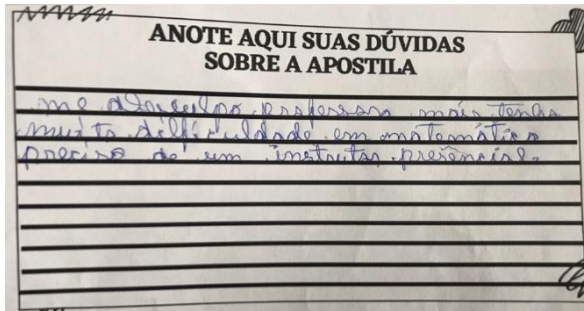 ANOTE AQUI SUAS DÚVIDAS
SOBRE A APOSTILA
me desculpa professora mais tenho
muita dificuldade em matemática
preciso de um instrutor presencial.